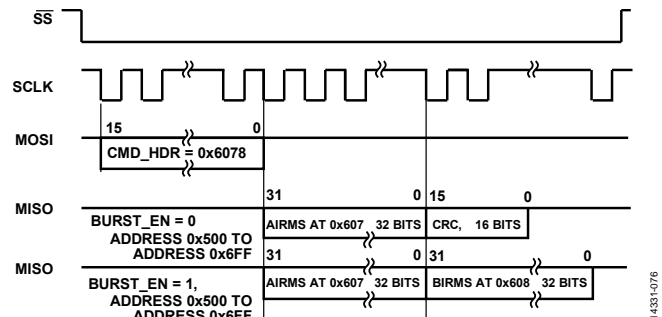 SS
SCLK
MOSI
15 0
CMD_HDR = 0x6078
MISO
31 0 15 0
BURST_EN = 0
ADDRESS 0x500 TO
ADDRESS 0x6FF
AIRMS AT 0x607 32 BITS CRC, 16 BITS
MISO
31 0 31 0
BURST_EN = 1,
ADDRESS 0x500 TO
ADDRESS 0x6FF
AIRMS AT 0x607 32 BITS BIRMS AT 0x608 32 BITS
14331-076